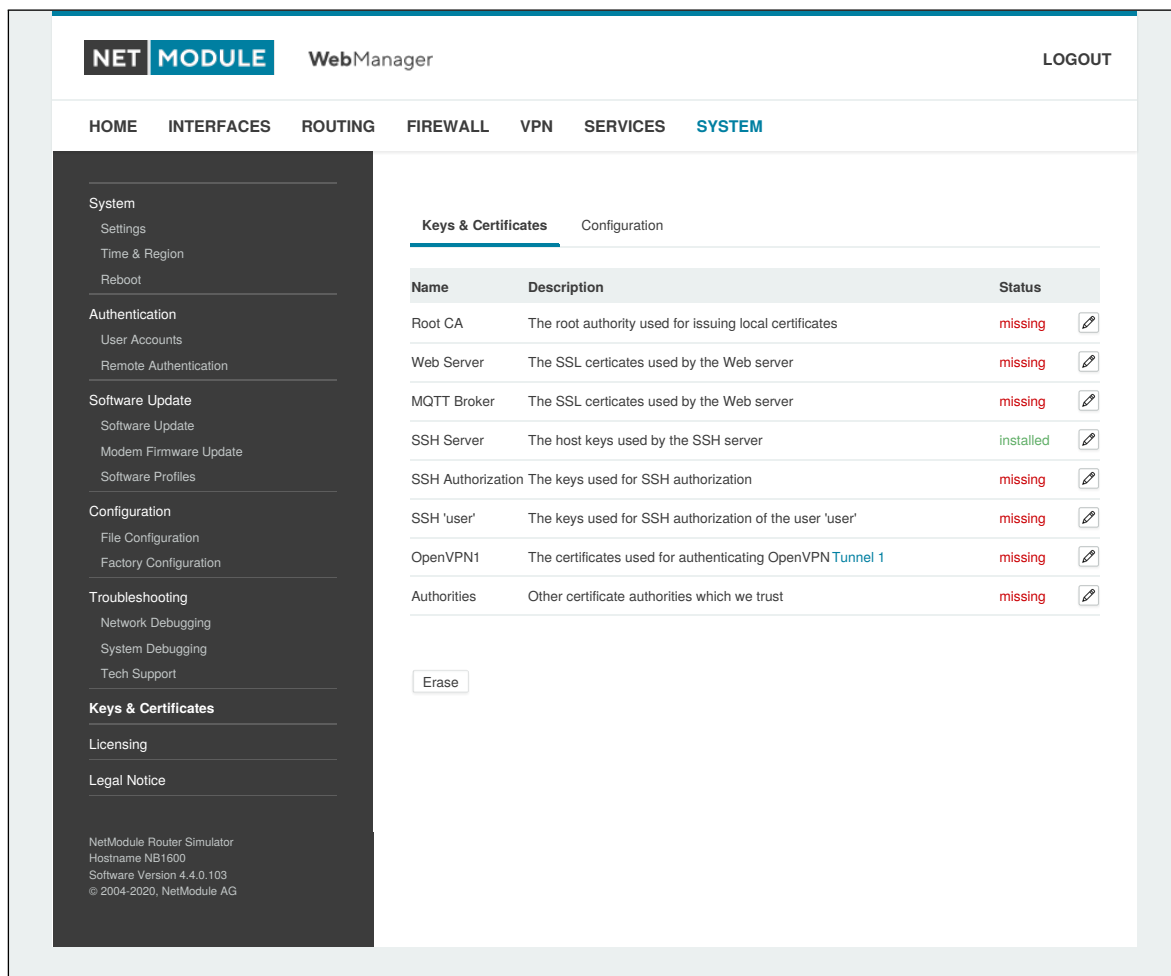 NET MODULE WebManager LOGOUT
HOME INTERFACES ROUTING FIREWALL VPN SERVICES SYSTEM
System
Settings
Time & Region
Reboot
Authentication
User Accounts
Remote Authentication
Software Update
Software Update
Modem Firmware Update
Software Profiles
Configuration
File Configuration
Factory Configuration
Troubleshooting
Network Debugging
System Debugging
Tech Support
Keys & Certificates
Licensing
Legal Notice
NetModule Router Simulator
Hostname NB1600
Software Version 4.4.0.103
© 2004-2020, NetModule AG
Keys & Certificates Configuration
Name Description Status
Root CA The root authority used for issuing local certificates missing
Web Server The SSL certicates used by the Web server missing
MQTT Broker The SSL certicates used by the Web server missing
SSH Server The host keys used by the SSH server installed
SSH Authorization The keys used for SSH authorization missing
SSH 'user' The keys used for SSH authorization of the user 'user' missing
OpenVPN1 The certificates used for authenticating OpenVPN Tunnel 1 missing
Authorities Other certificate authorities which we trust missing
Erase